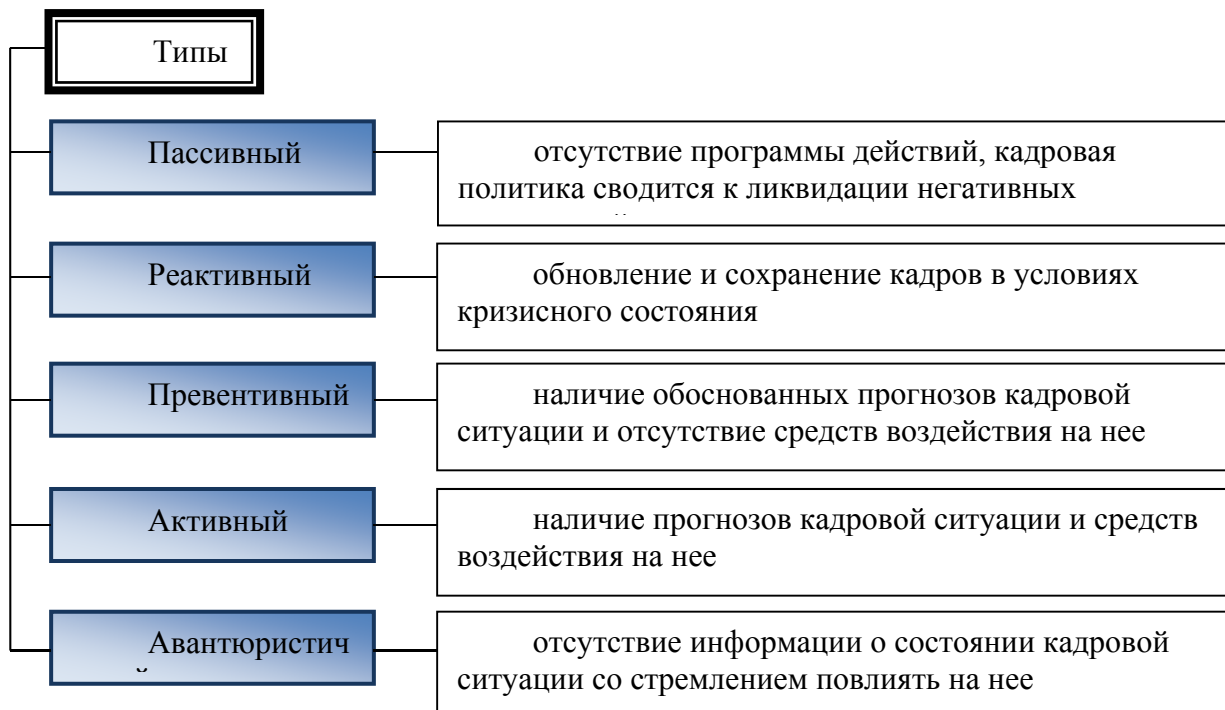 Типы
Пассивный
отсутствие программы действий, кадровая
политика сводится к ликвидации негативных
Реактивный
обновление и сохранение кадров в условиях
кризисного состояния
Превентивный
наличие обоснованных прогнозов кадровой
ситуации и отсутствие средств воздействия на нее
Активный
наличие прогнозов кадровой ситуации и средств
воздействия на нее
Авантюристич
отсутствие информации о состоянии кадровой
ситуации со стремлением повлиять на нее